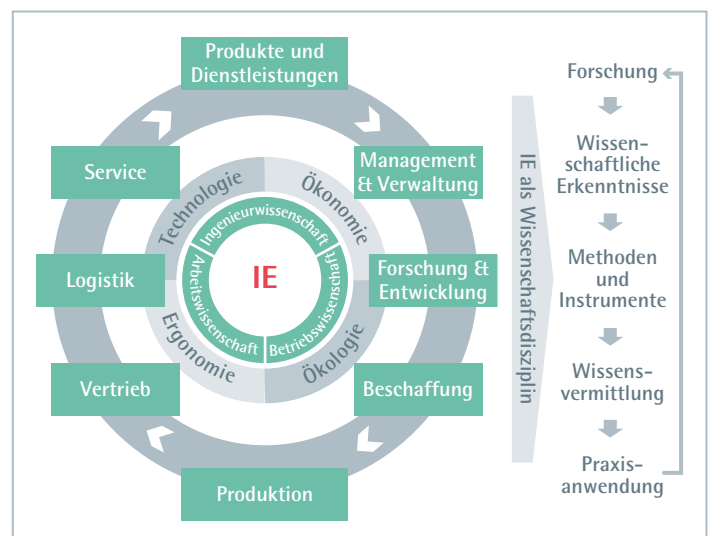 Produkte und
Dienstleistungen
Management
& Verwaltung
Forschung &
Entwicklung
Beschaffung
Produktion
Vertrieb
Logistik
Service
Technologie
Ökonomie
Ökologie
Ergonomie
Ingenieurwissenschaft
Betriebswissenschaft
Arbeitswissenschaft
IE
IE als Wissenschaftsdisziplin
Forschung
Wissen-
schaftliche
Erkenntnisse
Methoden
und
Instrumente
Wissens-
vermittlung
Praxis-
anwendung